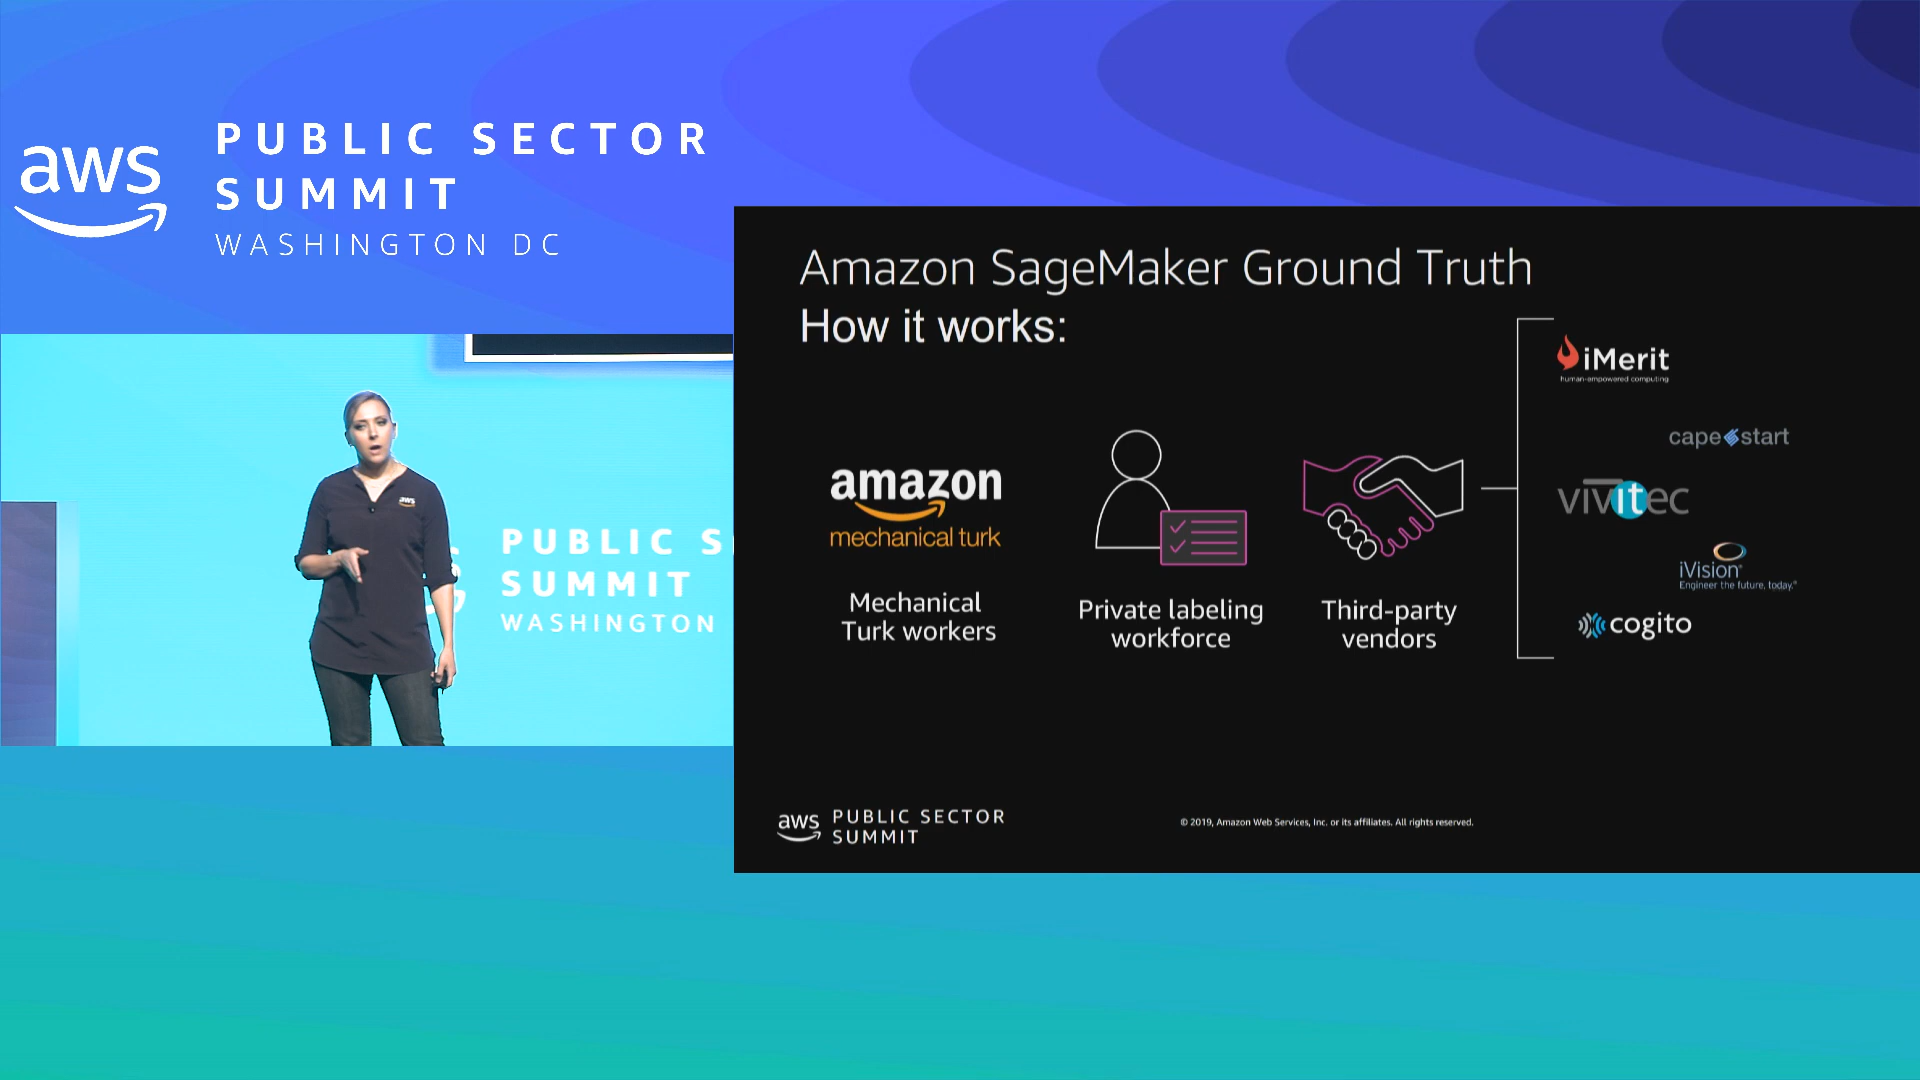 aws
PUBLIC SECTOR
SUMMIT
WASHINGTON DC
aws
PUBLIC S
SUMMIT
WASHINGTON
Amazon SageMaker Ground Truth
How it works:
amazon
mechanical turk
Mechanical
Turk workers
Private labeling
workforce
Third-party
vendors
iMerit
human-empowered computing
cape start
vivitec
iVision
Engineer the future, today.
cogito
aws
PUBLIC SECTOR
SUMMIT
© 2019, Amazon Web Services, Inc. or its affiliates. All rights reserved.